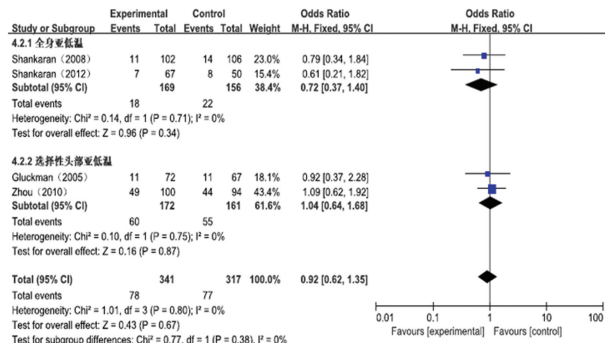 Experimental Control Odds Ratio Odds Ratio
Study or Subgroup Events Total Events Total Weight M-H, Fixed, 95% CI M-H, Fixed, 95% CI
4.2.1 全身亚低温
Shankaran（2008） 11 102 14 106 23.0% 0.79 [0.34, 1.84]
Shankaran（2012） 7 67 8 50 15.4% 0.61 [0.21, 1.82]
Subtotal (95% CI) 169 156 38.4% 0.72 [0.37, 1.40]
Total events 18 22
Heterogeneity: Chi² = 0.14, df = 1 (P = 0.71); I² = 0%
Test for overall effect: Z = 0.96 (P = 0.34)
4.2.2 选择性头部亚低温
Gluckman（2005） 11 72 11 67 18.1% 0.92 [0.37, 2.28]
Zhou（2010） 49 100 44 94 43.4% 1.09 [0.62, 1.92]
Subtotal (95% CI) 172 161 61.6% 1.04 [0.64, 1.68]
Total events 60 55
Heterogeneity: Chi² = 0.10, df = 1 (P = 0.75); I² = 0%
Test for overall effect: Z = 0.16 (P = 0.87)
Total (95% CI) 341 317 100.0% 0.92 [0.62, 1.35]
Total events 78 77
Heterogeneity: Chi² = 1.01, df = 3 (P = 0.80); I² = 0%
Test for overall effect: Z = 0.43 (P = 0.67)
Test for subgroup differences: Chi² = 0.77, df = 1 (P = 0.38), I² = 0%
0.01 0.1 1 10 100
Favours [experimental] Favours [control]